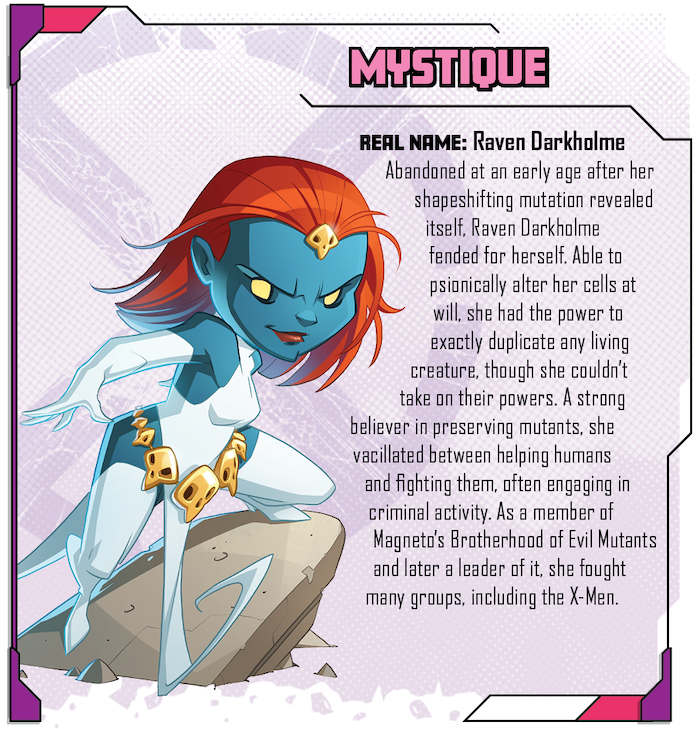 MYSTIQUE
REAL NAME: Raven Darkholme
Abandoned at an early age after her
shapeshifting mutation revealed
itself, Raven Darkholme
fended for herself. Able to
psionically alter her cells at
will, she had the power to
exactly duplicate any living
creature, though she couldn't
take on their powers. A strong
believer in preserving mutants, she
vacillated between helping humans
and fighting them, often engaging in
criminal activity. As a member of
Magneto's Brotherhood of Evil Mutants
and later a leader of it, she fought
many groups, including the X-Men.